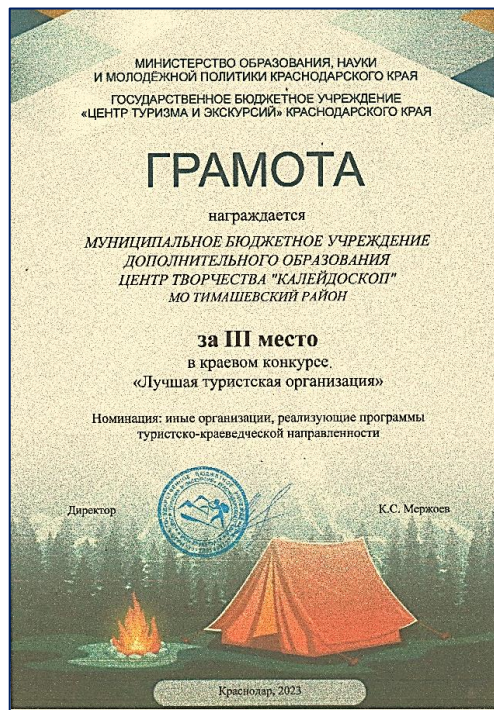 МИНИСТЕРСТВО ОБРАЗОВАНИЯ, НАУКИ
И МОЛОДЁЖНОЙ ПОЛИТИКИ КРАСНОДАРСКОГО КРАЯ
ГОСУДАРСТВЕННОЕ БЮДЖЕТНОЕ УЧРЕЖДЕНИЕ
«ЦЕНТР ТУРИЗМА И ЭКСКУРСИЙ» КРАСНОДАРСКОГО КРАЯ
ГРАМОТА
награждается
МУНИЦИПАЛЬНОЕ БЮДЖЕТНОЕ УЧРЕЖДЕНИЕ
ДОПОЛНИТЕЛЬНОГО ОБРАЗОВАНИЯ
ЦЕНТР ТВОРЧЕСТВА "КАЛЕЙДОСКОП"
МО ТИМАШЕВСКИЙ РАЙОН
за III место
в краевом конкурсе
«Лучшая туристская организация»
Номинация: иные организации, реализующие программы
туристско-краеведческой направленности
Директор
К.С. Мержоев
Краснодар, 2023